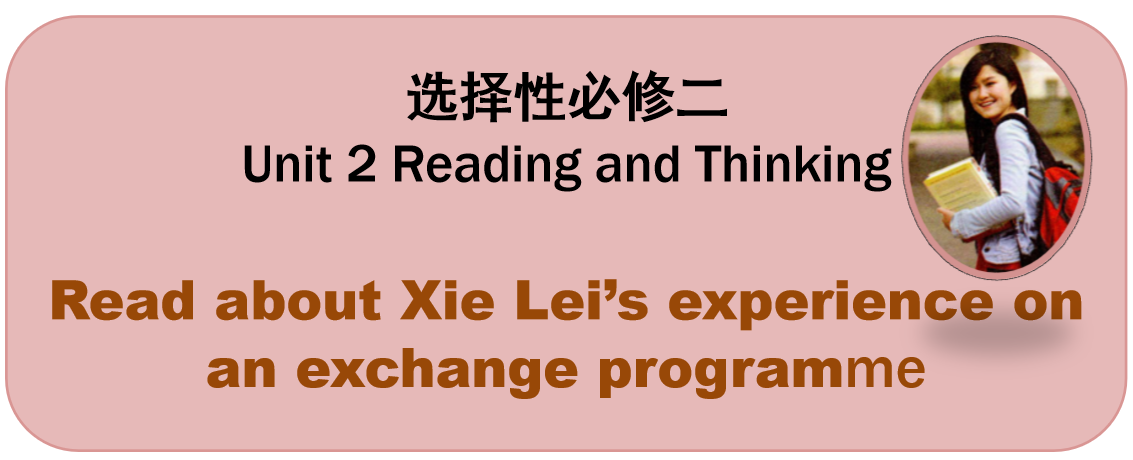 选择性必修二
Unit 2 Reading and Thinking
Read about Xie Lei’s experience on
an exchange programme